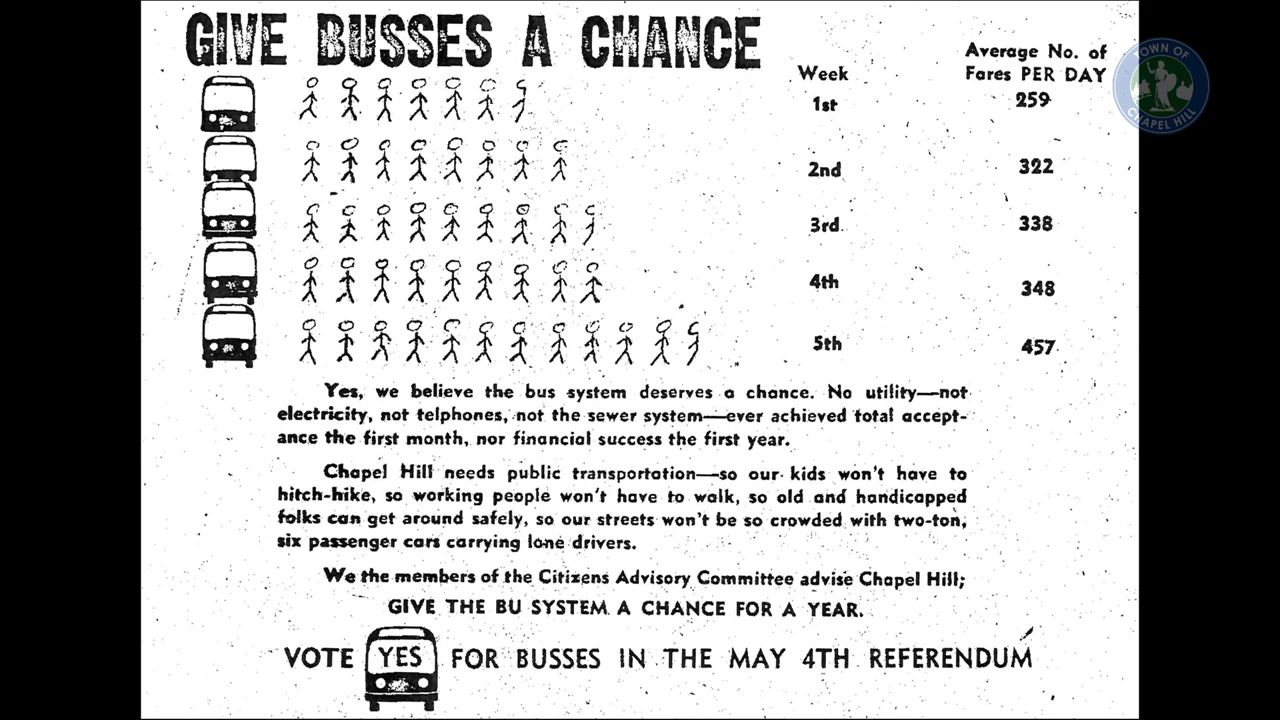 GIVE BUSSES A CHANCE
Week
Average No. of
Fares PER DAY
1st
259
2nd
322
3rd
338
4th
348
5th
457
Yes, we believe the bus system deserves a chance. No utility—not
electricity, not telphones, not the sewer system—ever achieved total accept-
ance the first month, nor financial success the first year.
Chapel Hill needs public transportation—so our kids won't have to
hitch-hike, so working people won't have to walk, so old and handicapped
folks can get around safely, so our streets won't be so crowded with two-ton,
six passenger cars carrying lone drivers.
We the members of the Citizens Advisory Committee advise Chapel Hill;
GIVE THE BU SYSTEM A CHANCE FOR A YEAR.
VOTE YES FOR BUSSES IN THE MAY 4TH REFERENDUM
TOWN OF
CHAPEL HILL